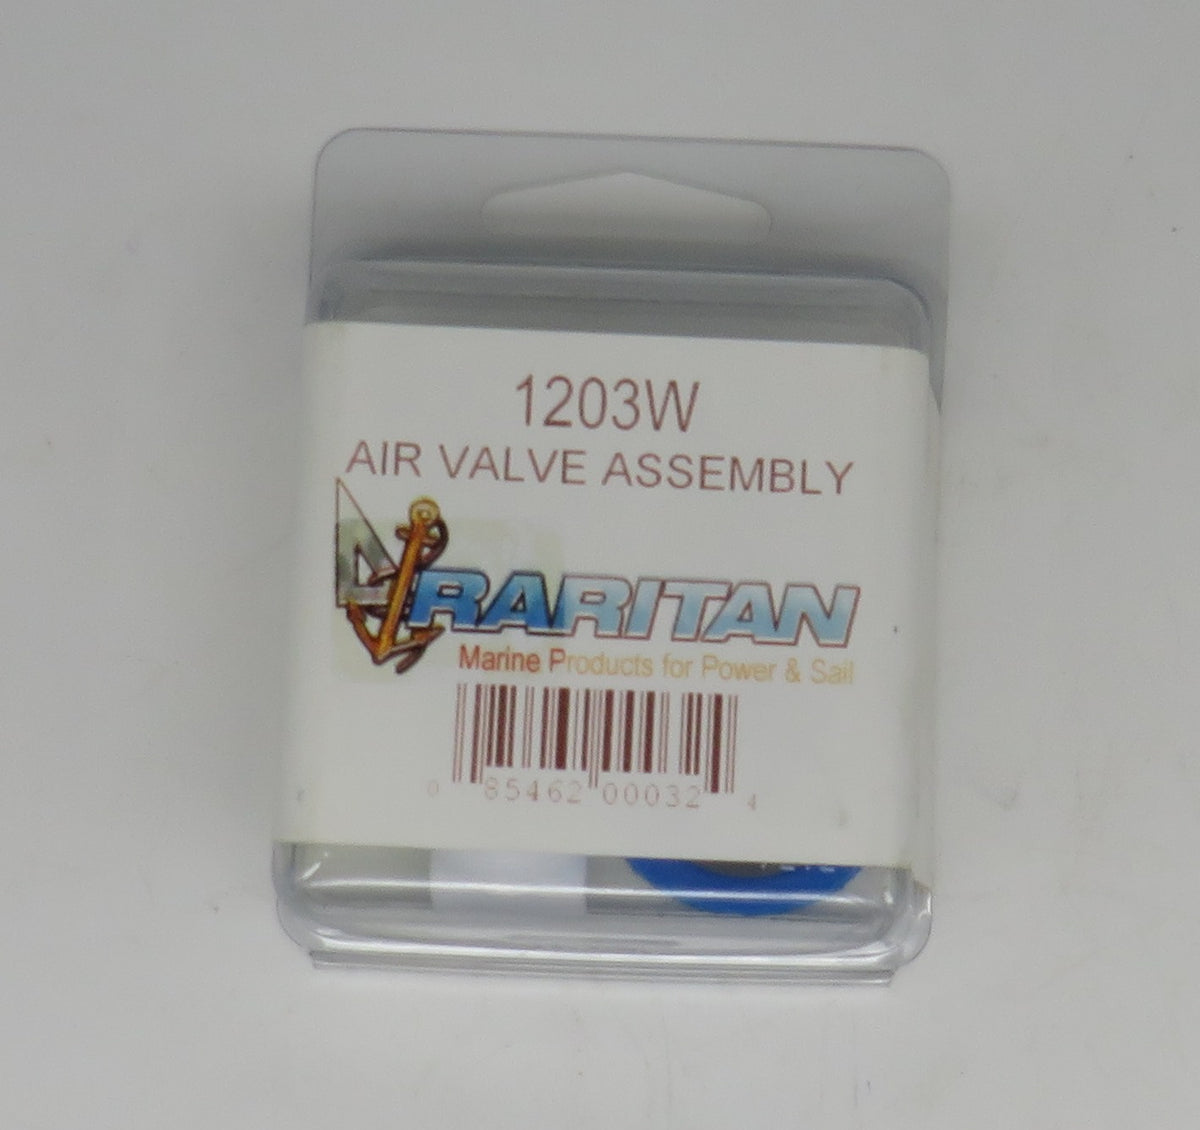 1203W
AIR VALVE ASSEMBLY
RARITAN
Marine Products for Power & Sail
0 85462 00032 4